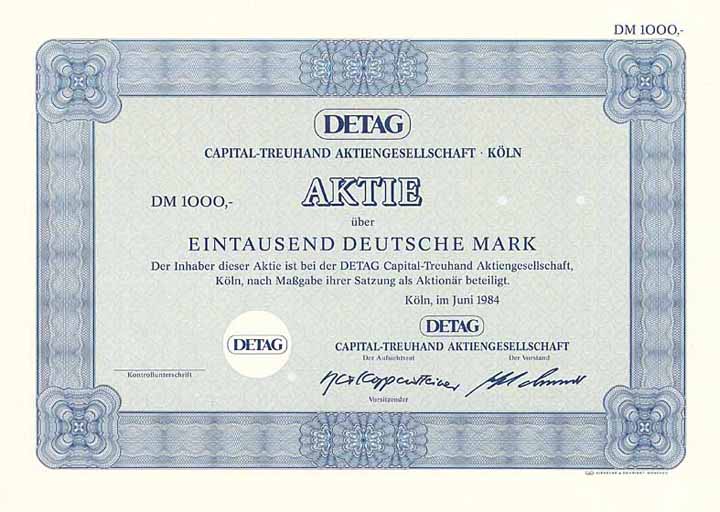 DM 1000,-
DETAG
CAPITAL-TREUHAND AKTIENGESELLSCHAFT · KÖLN
DM 1000,-
AKTIE
über
EINTAUSEND DEUTSCHE MARK
Der Inhaber dieser Aktie ist bei der DETAG Capital-Treuhand Aktiengesellschaft,
Köln, nach Maßgabe ihrer Satzung als Aktionär beteiligt.
Köln, im Juni 1984
DETAG
DETAG
CAPITAL-TREUHAND AKTIENGESELLSCHAFT
Der Aufsichtsrat Der Vorstand
Kontrollunterschrift
Vorsitzender